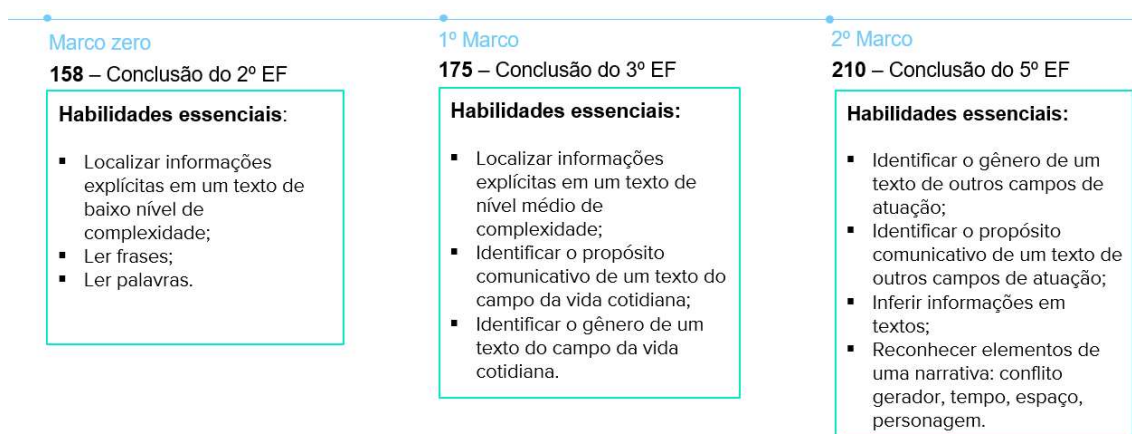 Marco zero
158 – Conclusão do 2º EF
Habilidades essenciais:
▪ Localizar informações
explícitas em um texto de
baixo nível de
complexidade;
▪ Ler frases;
▪ Ler palavras.
1º Marco
175 – Conclusão do 3º EF
Habilidades essenciais:
▪ Localizar informações
explícitas em um texto de
nível médio de
complexidade;
▪ Identificar o propósito
comunicativo de um texto do
campo da vida cotidiana;
▪ Identificar o gênero de um
texto do campo da vida
cotidiana.
2º Marco
210 – Conclusão do 5º EF
Habilidades essenciais:
▪ Identificar o gênero de um
texto de outros campos de
atuação;
▪ Identificar o propósito
comunicativo de um texto de
outros campos de atuação;
▪ Inferir informações em
textos;
▪ Reconhecer elementos de
uma narrativa: conflito
gerador, tempo, espaço,
personagem.